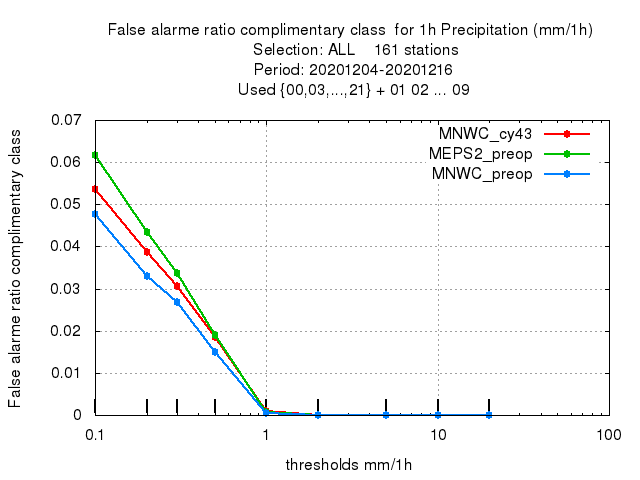 False alarme ratio complimentary class for 1h Precipitation (mm/1h)
Selection: ALL 161 stations
Period: 20201204-20201216
Used {00,03,...,21} + 01 02 ... 09
False alarme ratio complimentary class
0.07
0.06
0.05
0.04
0.03
0.02
0.01
0
MNWC_cy43
MEPS2_preop
MNWC_preop
0.1 1 10 100
thresholds mm/1h